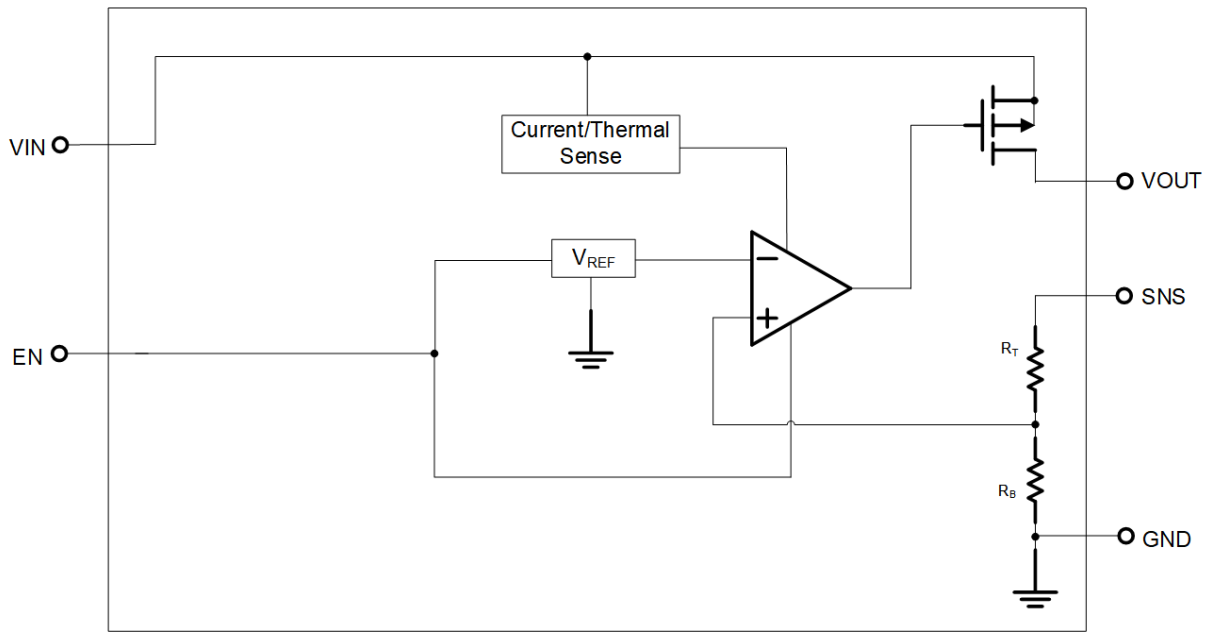 Current/Thermal
Sense
VIN
VOUT
VREF
−
+
SNS
EN
RT
RB
GND